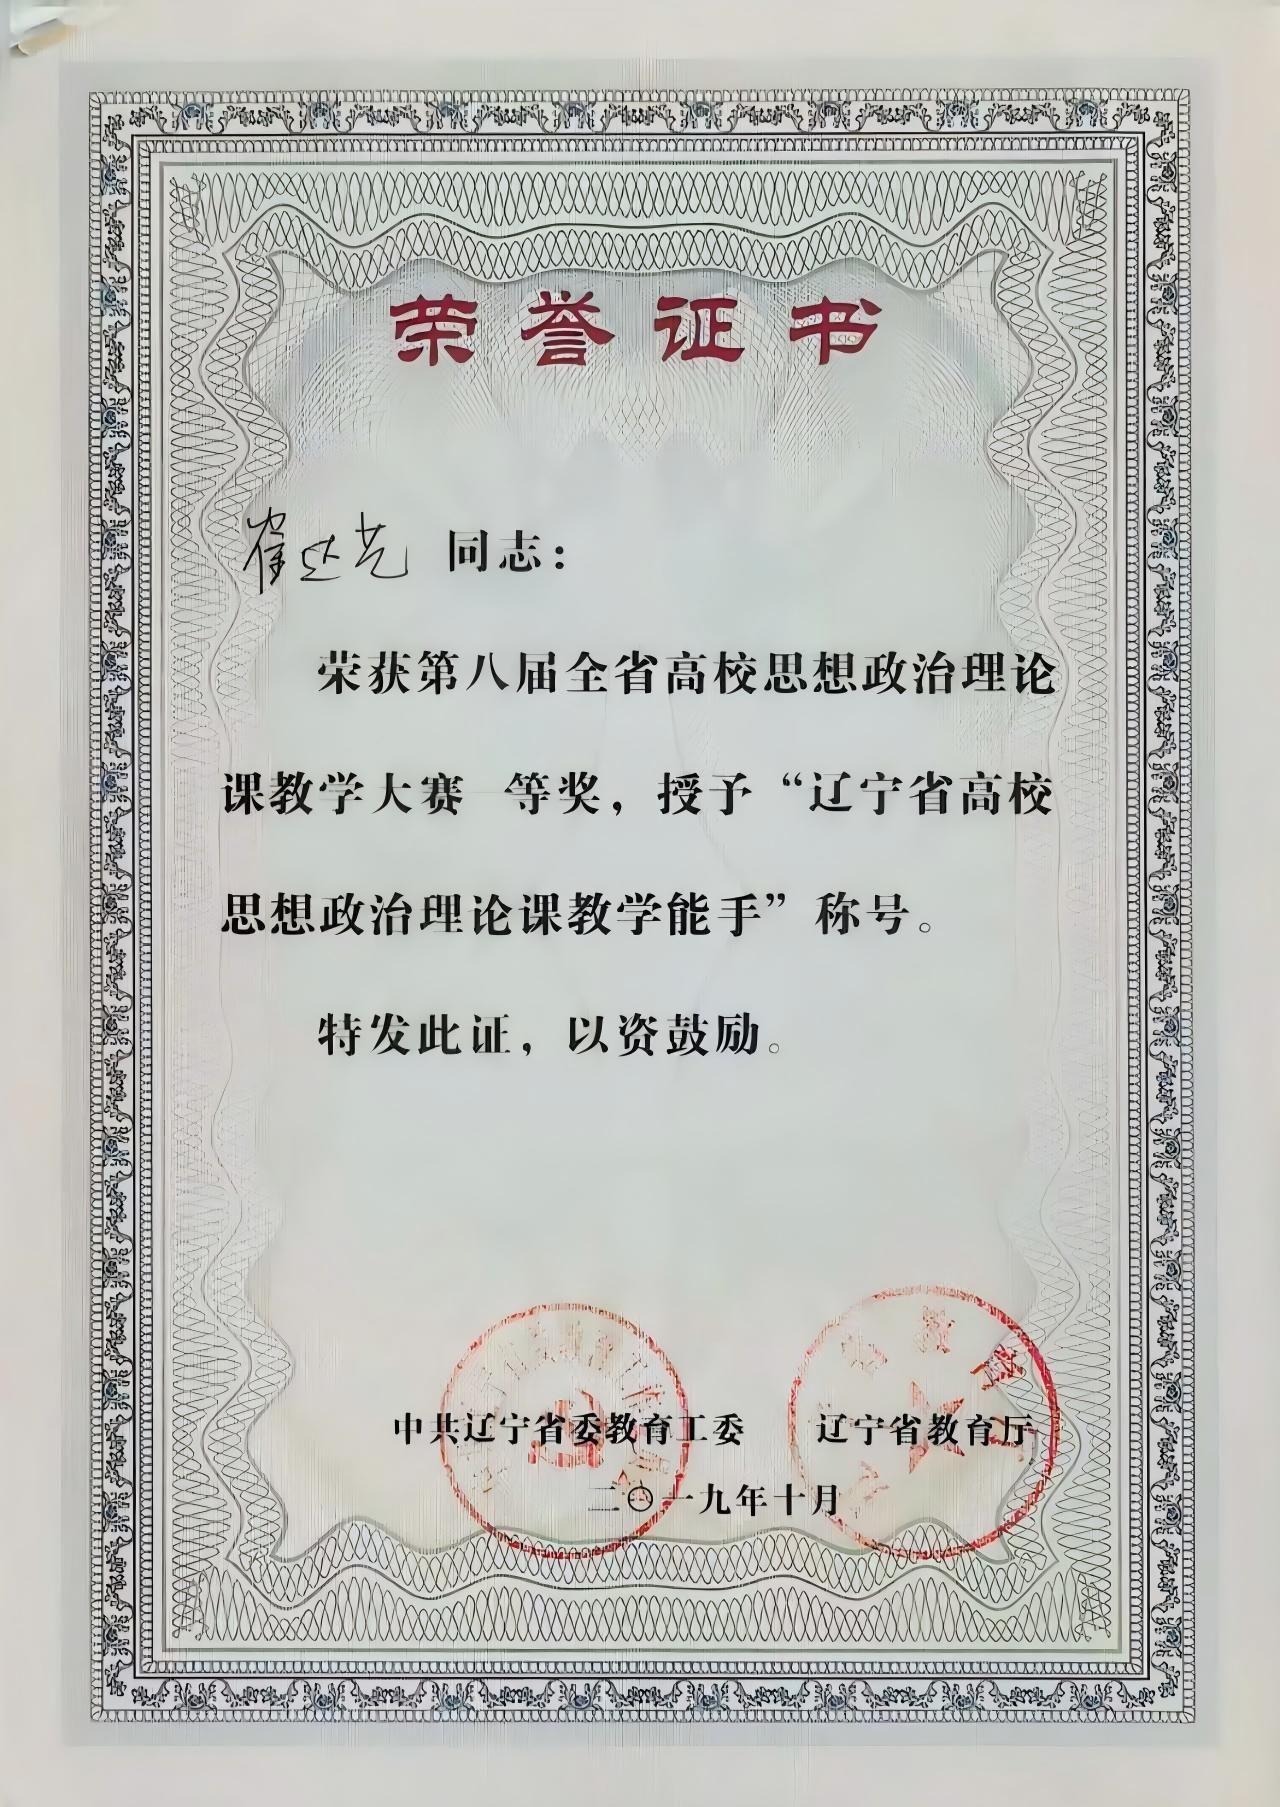 荣誉证书
崔达芝 同志：
荣获第八届全省高校思想政治理论
课教学大赛 一等奖，授予“辽宁省高校
思想政治理论课教学能手”称号。
特发此证，以资鼓励。
中共辽宁省委教育工委 辽宁省教育厅
二〇一九年十月